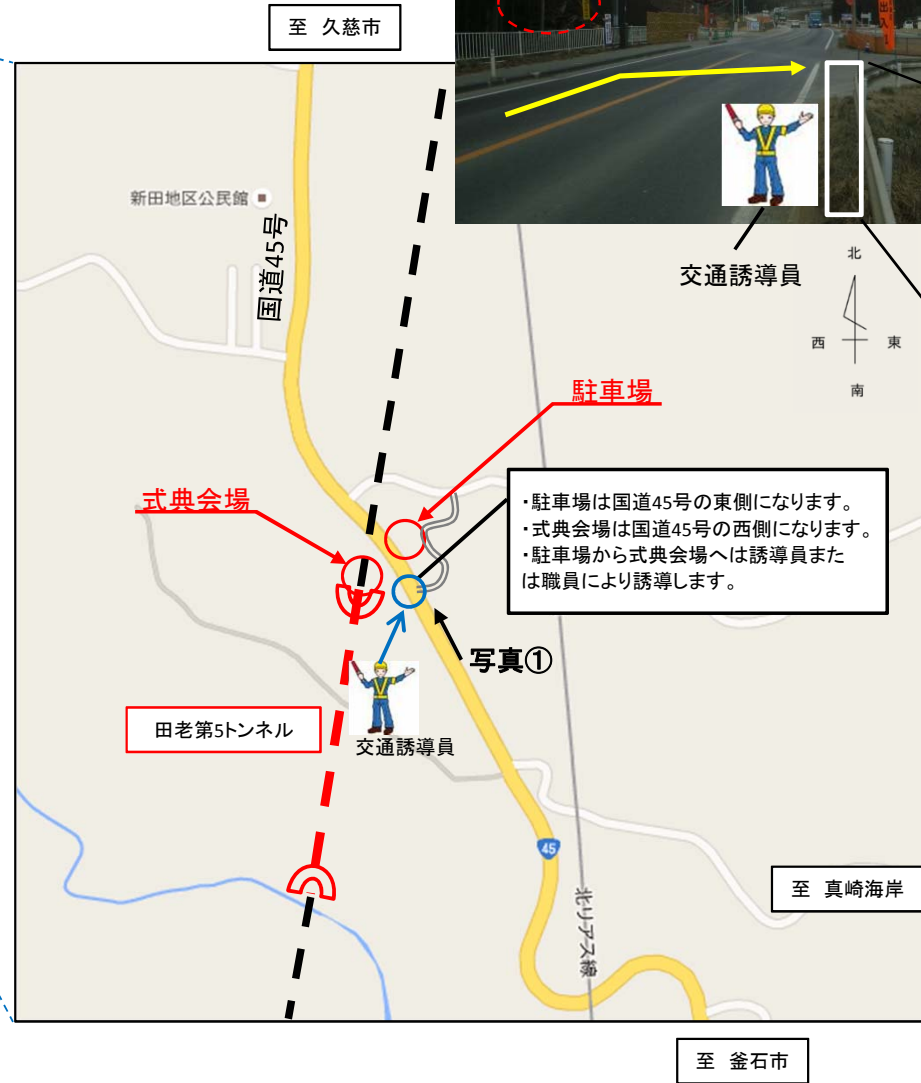 至 久慈市
新田地区公民館
国道45号
交通誘導員
北
西
東
南
駐車場
式典会場
・駐車場は国道45号の東側になります。
・式典会場は国道45号の西側になります。
・駐車場から式典会場へは誘導員また
は職員により誘導します。
写真①
田老第5トンネル
交通誘導員
45
北リアス線
至 真崎海岸
至 釜石市